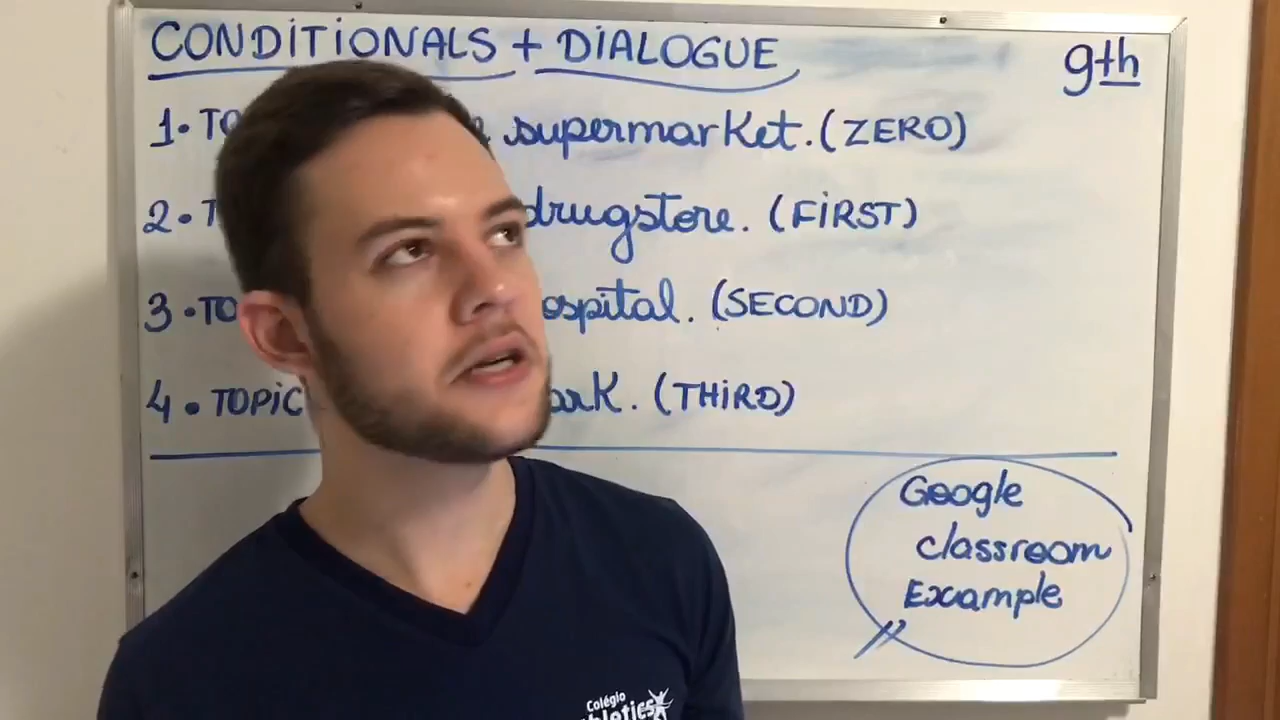 CONDITIONALS + DIALOGUE
9th
1. TO supermarket. (ZERO)
2. T drugstore. (FIRST)
3. TO ospital. (SECOND)
4. TOPIC ark. (THIRD)
Google
classroom
Example
Colégio